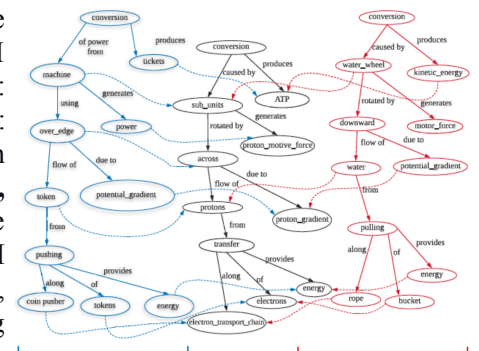 conversion
of power
from
produces
machine
tickets
using
generates
over_edge
power
flow of
due to
token
potential_gradient
from
pushing
provides
along
of
coin pusher
tokens
energy
conversion
caused by
produces
sub_units
ATP
rotated by
generates
proton_motive_force
across
due to
flow of
protons
proton_gradient
from
transfer
provides
along
of
energy
electrons
electron_transport_chain
conversion
caused by
produces
water_wheel
kinetic_energy
rotated by
generates
downward
motor_force
flow of
due to
water
potential_gradient
from
pulling
along
of
provides
energy
rope
bucket